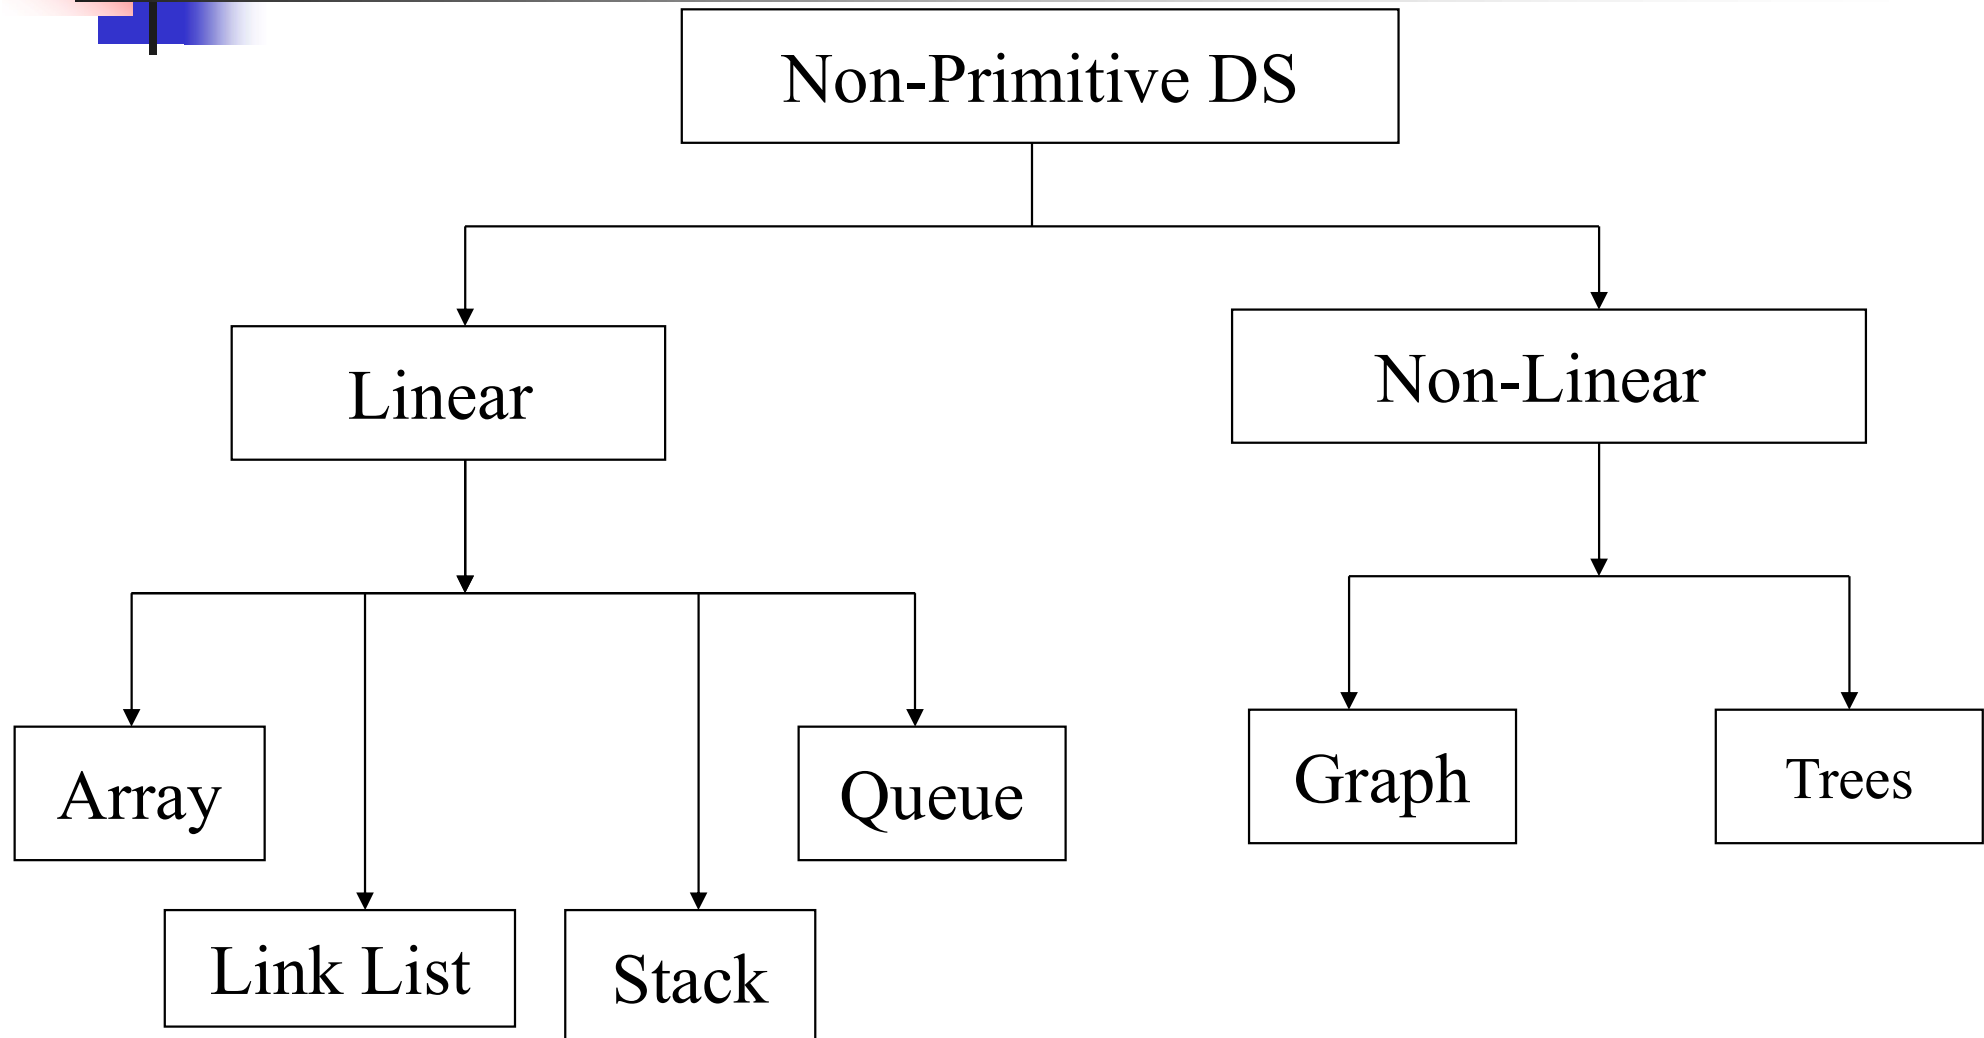 Non-Primitive DS
Linear
Non-Linear
Array
Queue
Graph
Trees
Link List
Stack